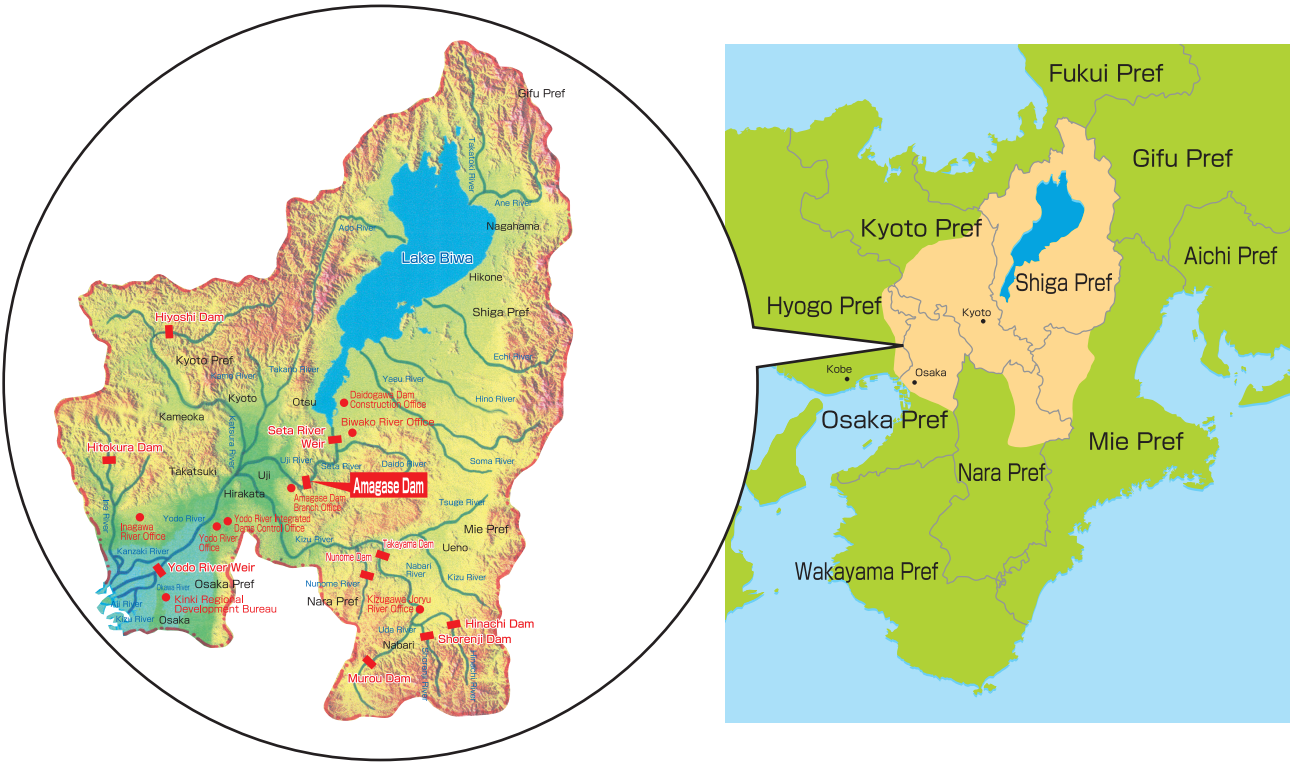 Gifu Pref
Takatoki River
Ane River
Ado River
Nagahama
Lake Biwa
Hikone
Shiga Pref
Hiyoshi Dam
Echi River
Kyoto Pref
Takano River
Yasu River
Hino River
Kyoto
Otsu
Daidogawa Dam
Construction Office
Kameoka
Katsura River
Biwako River Office
Seta River
Weir
Hitokura Dam
Uji River
Seta River
Daido River
Soma River
Takatsuki
Uji
Amagase Dam
Hirakata
Amagase Dam
Branch Office
Tsuge River
Ina River
Inagawa
River Office
Yodo River
Yodo River Integrated
Dams Control Office
Yodo River
Office
Mie Pref
Kizu River
Takayama Dam
Ueno
Kanzaki River
Nunome Dam
Nabari
River
Kizu River
Yodo River Weir
Osaka Pref
Nunome River
Kinki Regional
Development Bureau
Nara Pref
Kizugawa Joryu
River Office
Aji River
Kizu River
Osaka
Uda River
Hinachi Dam
Shorenji Dam
Nabari
Murou Dam
Fukui Pref
Gifu Pref
Kyoto Pref
Aichi Pref
Shiga Pref
Hyogo Pref
Kyoto
Kobe
Osaka
Osaka Pref
Mie Pref
Nara Pref
Wakayama Pref